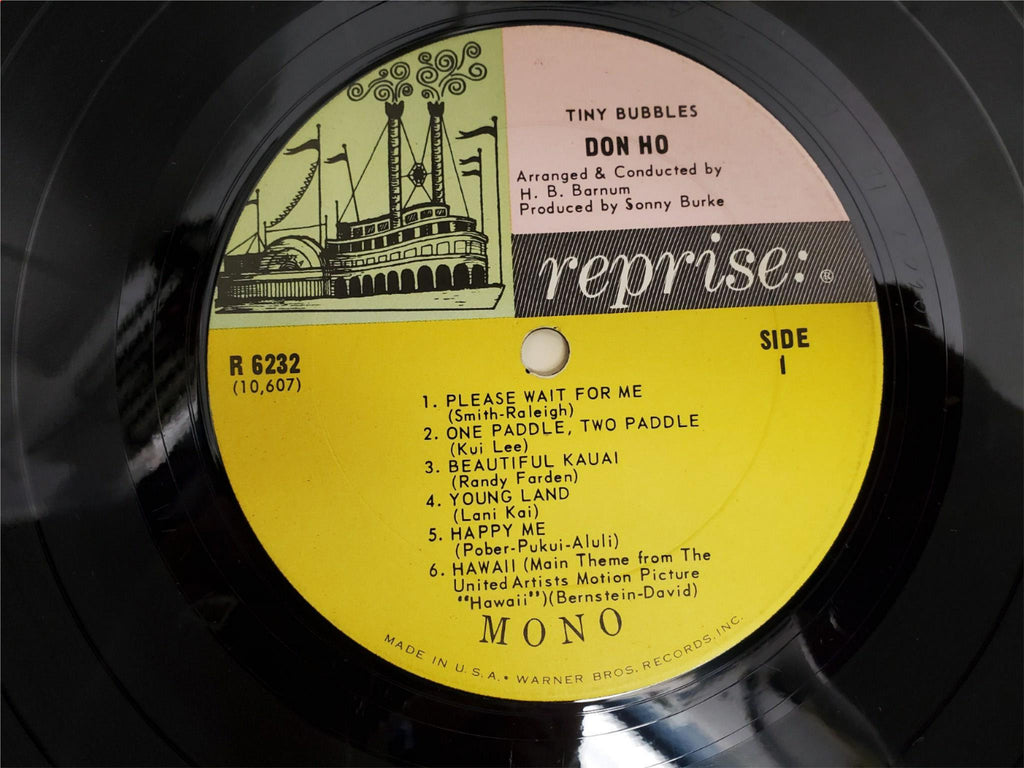 TINY BUBBLES
DON HO
Arranged & Conducted by
H. B. Barnum
Produced by Sonny Burke
reprise: ®
R 6232
(10,607)
SIDE
1
1. PLEASE WAIT FOR ME
(Smith-Raleigh)
2. ONE PADDLE, TWO PADDLE
(Kui Lee)
3. BEAUTIFUL KAUAI
(Randy Farden)
4. YOUNG LAND
(Lani Kai)
5. HAPPY ME
(Pober-Pukui-Aluli)
6. HAWAII (Main Theme from The
United Artists Motion Picture
"Hawaii")(Bernstein-David)
MONO
MADE IN U.S.A. • WARNER BROS. RECORDS, INC.